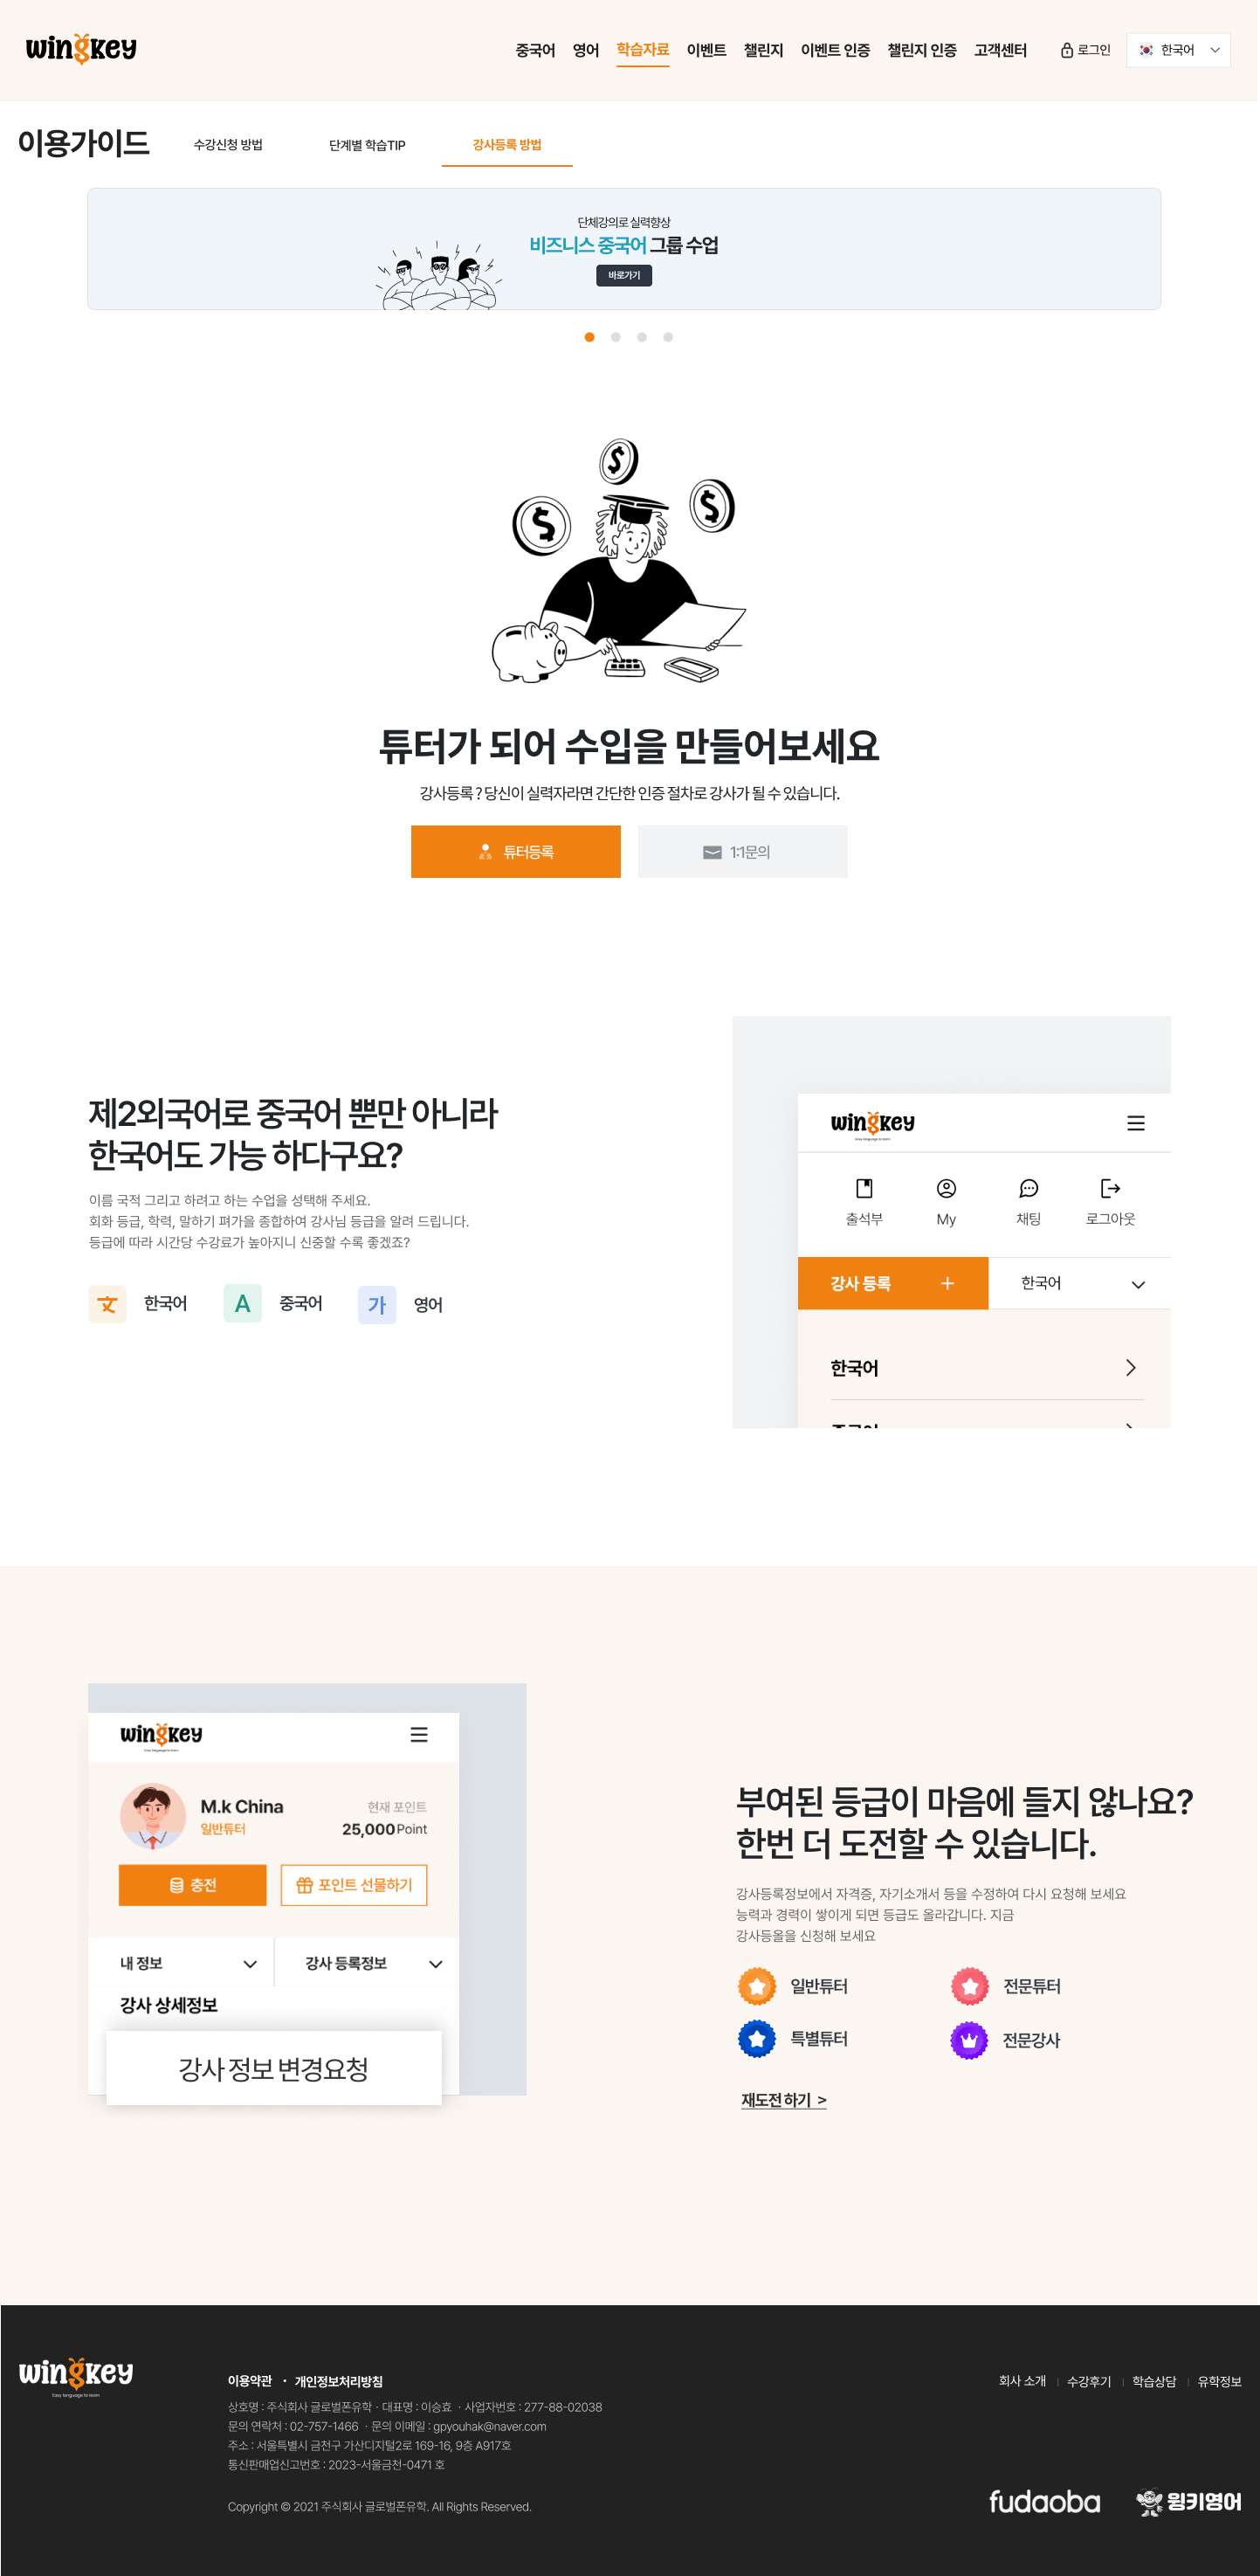 wingkey
중국어 영어 학습자료 이벤트 챌린지 이벤트 인증 챌린지 인증 고객센터 로그인 한국어
이용가이드 수강신청 방법 단계별 학습TIP 강사등록 방법
단체강의로 실력향상
비즈니스 중국어 그룹 수업
바로가기
튜터가 되어 수입을 만들어보세요
강사등록 ? 당신이 실력자라면 간단한 인증 절차로 강사가 될 수 있습니다.
튜터등록 1:1문의
제2외국어로 중국어 뿐만 아니라
한국어도 가능 하다구요?
이름 국적 그리고 하려고 하는 수업을 선택해 주세요.
회화 등급, 학력, 말하기 펴가을 종합하여 강사님 등급을 알려 드립니다.
등급에 따라 시간당 수강료가 높아지니 신중할 수록 좋겠죠?
文 한국어 A 중국어 가 영어
wingkey
Easy language to learn
출석부 My 채팅 로그아웃
강사 등록 + 한국어
한국어
wingkey
Easy language to learn
M.k China
일반튜터
현재 포인트
25,000 Point
충전 포인트 선물하기
내 정보 강사 등록정보
강사 상세정보
강사 정보 변경요청
부여된 등급이 마음에 들지 않나요?
한번 더 도전할 수 있습니다.
강사등록정보에서 자격증, 자기소개서 등을 수정하여 다시 요청해 보세요
능력과 경력이 쌓이게 되면 등급도 올라갑니다. 지금
강사등올을 신청해 보세요
일반튜터 전문튜터
특별튜터 전문강사
재도전 하기 >
wingkey
Easy language to learn
이용약관 · 개인정보처리방침
상호명 : 주식회사 글로벌폰유학 · 대표명 : 이승효 · 사업자번호 : 277-88-02038
문의 연락처 : 02-757-1466 · 문의 이메일 : gpyouhak@naver.com
주소 : 서울특별시 금천구 가산디지털2로 169-16, 9층 A917호
통신판매업신고번호 : 2023-서울금천-0471 호
Copyright © 2021 주식회사 글로벌폰유학. All Rights Reserved.
회사 소개 | 수강후기 | 학습상담 | 유학정보
fudaoba 윙키영어